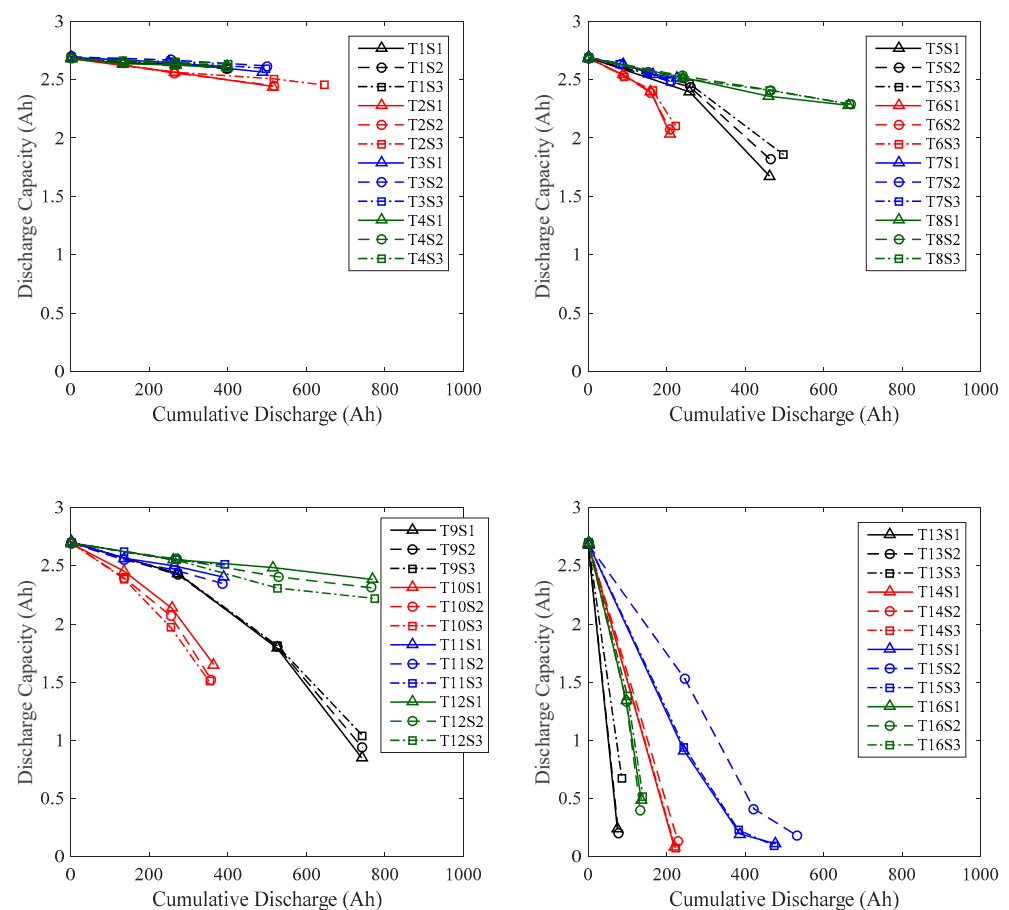 3
2.5
2
1.5
1
0.5
0
0 200 400 600 800 1000
Discharge Capacity (Ah)
Cumulative Discharge (Ah)
T1S1
T1S2
T1S3
T2S1
T2S2
T2S3
T3S1
T3S2
T3S3
T4S1
T4S2
T4S3
3
2.5
2
1.5
1
0.5
0
0 200 400 600 800 1000
Discharge Capacity (Ah)
Cumulative Discharge (Ah)
T5S1
T5S2
T5S3
T6S1
T6S2
T6S3
T7S1
T7S2
T7S3
T8S1
T8S2
T8S3
3
2.5
2
1.5
1
0.5
0
0 200 400 600 800 1000
Discharge Capacity (Ah)
Cumulative Discharge (Ah)
T9S1
T9S2
T9S3
T10S1
T10S2
T10S3
T11S1
T11S2
T11S3
T12S1
T12S2
T12S3
3
2.5
2
1.5
1
0.5
0
0 200 400 600 800 1000
Discharge Capacity (Ah)
Cumulative Discharge (Ah)
T13S1
T13S2
T13S3
T14S1
T14S2
T14S3
T15S1
T15S2
T15S3
T16S1
T16S2
T16S3